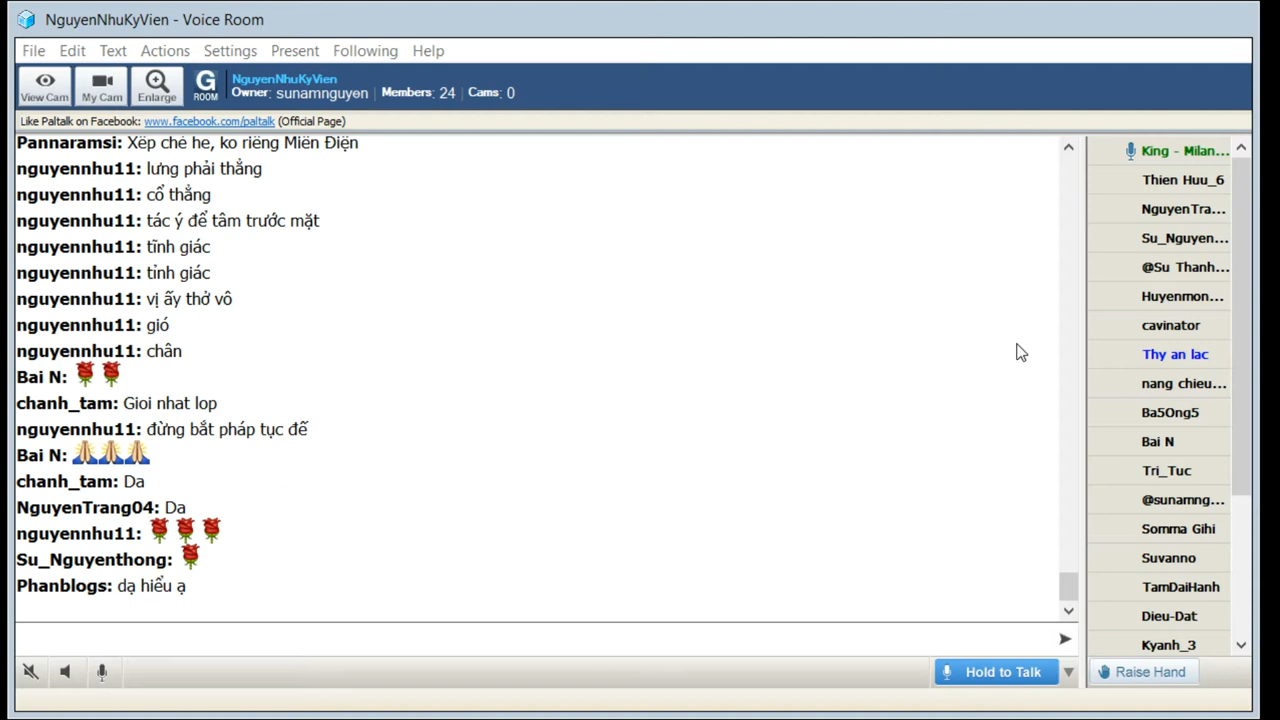 NguyenNhuKyVien - Voice Room
File Edit Text Actions Settings Present Following Help
View Cam My Cam Enlarge G ROOM NguyenNhuKyVien
Owner: sunamnguyen | Members: 24 | Cams: 0
Like Paltalk on Facebook: www.facebook.com/paltalk (Official Page)
Pannaramsi: Xếp chè he, ko riêng Miến Điện
nguyennhu11: lưng phải thẳng
nguyennhu11: cổ thẳng
nguyennhu11: tác ý để tâm trước mặt
nguyennhu11: tĩnh giác
nguyennhu11: tỉnh giác
nguyennhu11: vị ấy thở vô
nguyennhu11: gió
nguyennhu11: chân
Bai N:
chanh_tam: Gioi nhat lop
nguyennhu11: đừng bắt pháp tục đế
Bai N:
chanh_tam: Da
NguyenTrang04: Da
nguyennhu11:
Su_Nguyenthong:
Phanblogs: dạ hiểu ạ
King - Milan...
Thien Huu_6
NguyenTra...
Su_Nguyen...
@Su Thanh...
Huyenmon...
cavinator
Thy an lac
nang chieu...
Ba5Ong5
Bai N
Tri_Tuc
@sunamng...
Somma Gihi
Suvanno
TamDaiHanh
Dieu-Dat
Kyanh_3
Hold to Talk
Raise Hand